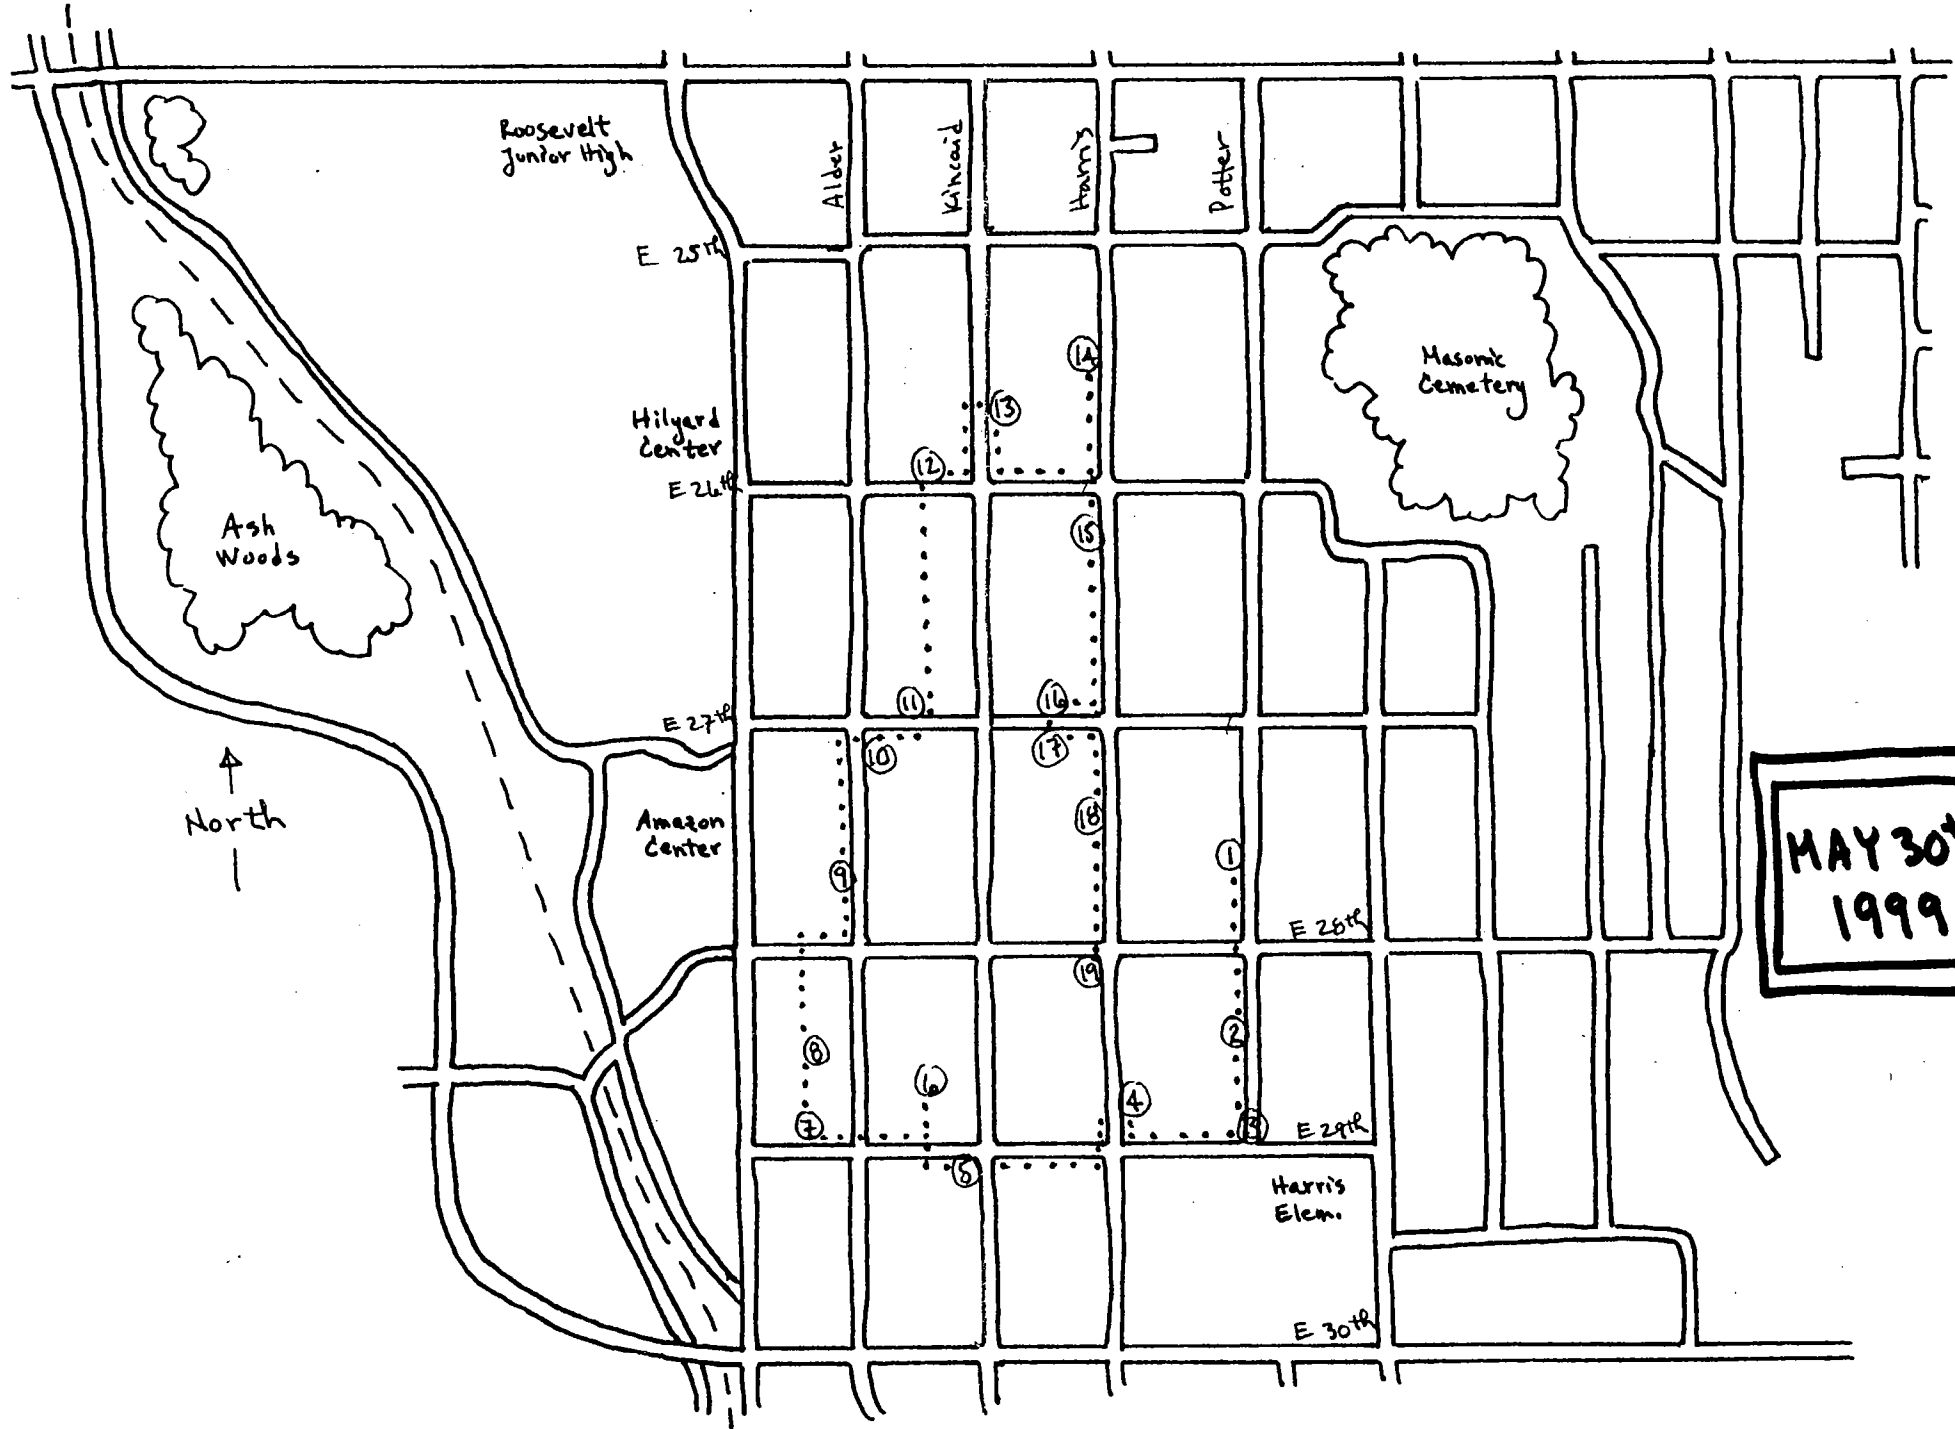 Roosevelt
Junior High
Alder
Kincaid
Harris
Potter
E 25th
14
Masonic
Cemetery
13
Hilyard
Center
12
E 26th
Ash
Woods
15
11
16
E 27th
10
17
North
Amazon
Center
18
1
9
MAY 30t
1999
E 28th
19
2
8
6
4
7
3
E 29th
5
Harris
Elem.
E 30th